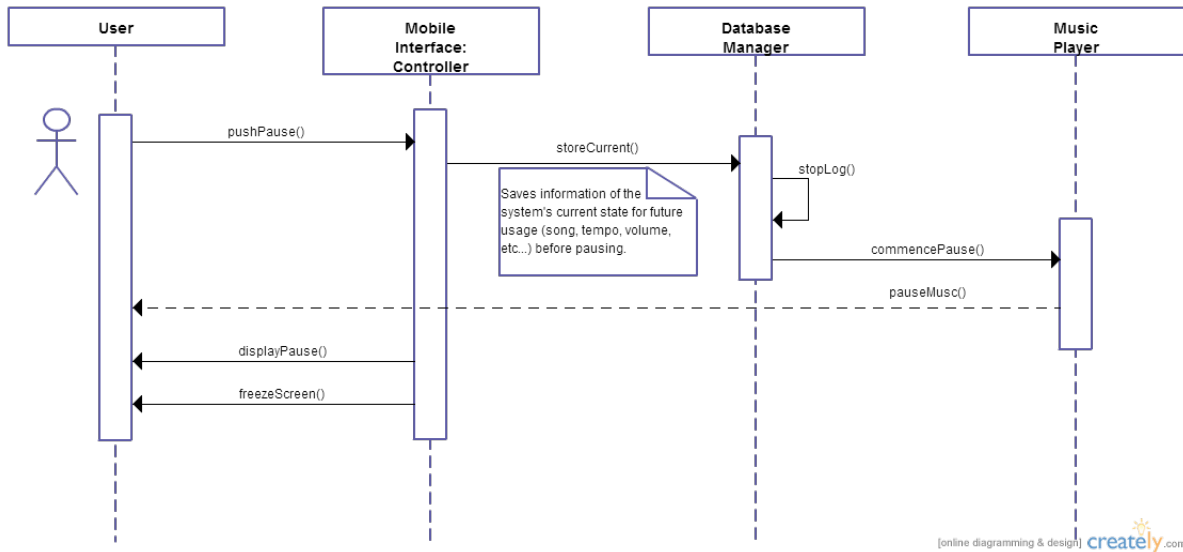 User
Mobile
Interface:
Controller
Database
Manager
Music
Player
pushPause()
storeCurrent()
Saves information of the
system's current state for future
usage (song, tempo, volume,
etc...) before pausing.
stopLog()
commencePause()
pauseMusc()
displayPause()
freezeScreen()
[online diagramming & design] creately.com